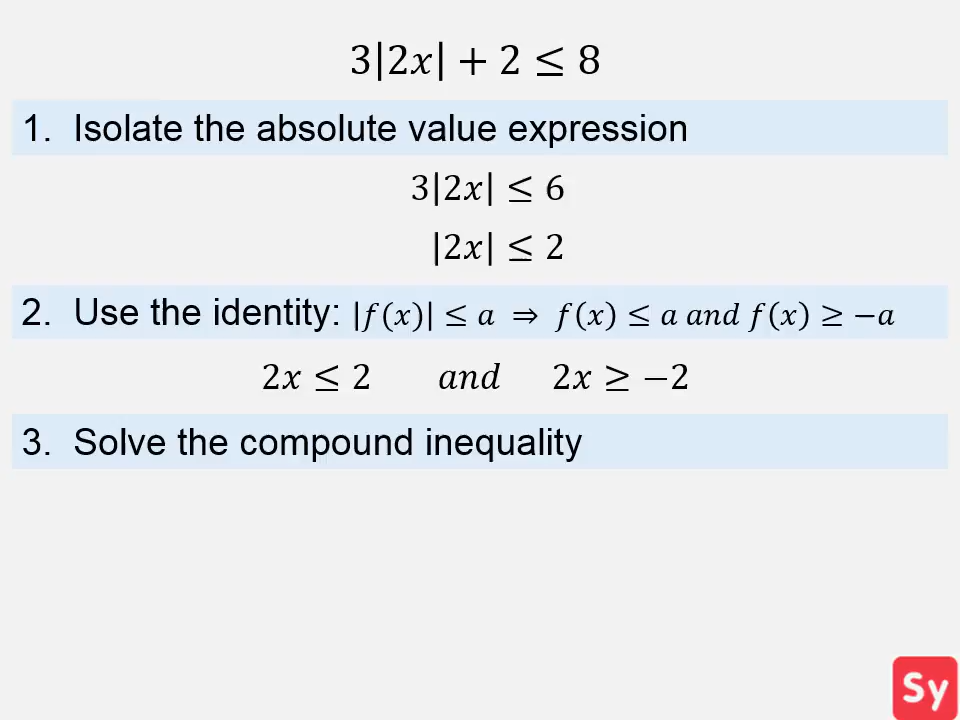 3|2x| + 2 ≤ 8
1. Isolate the absolute value expression
3|2x| ≤ 6
|2x| ≤ 2
2. Use the identity: |f(x)| ≤ a ⇒ f(x) ≤ a and f(x) ≥ −a
2x ≤ 2 and 2x ≥ −2
3. Solve the compound inequality
Sy